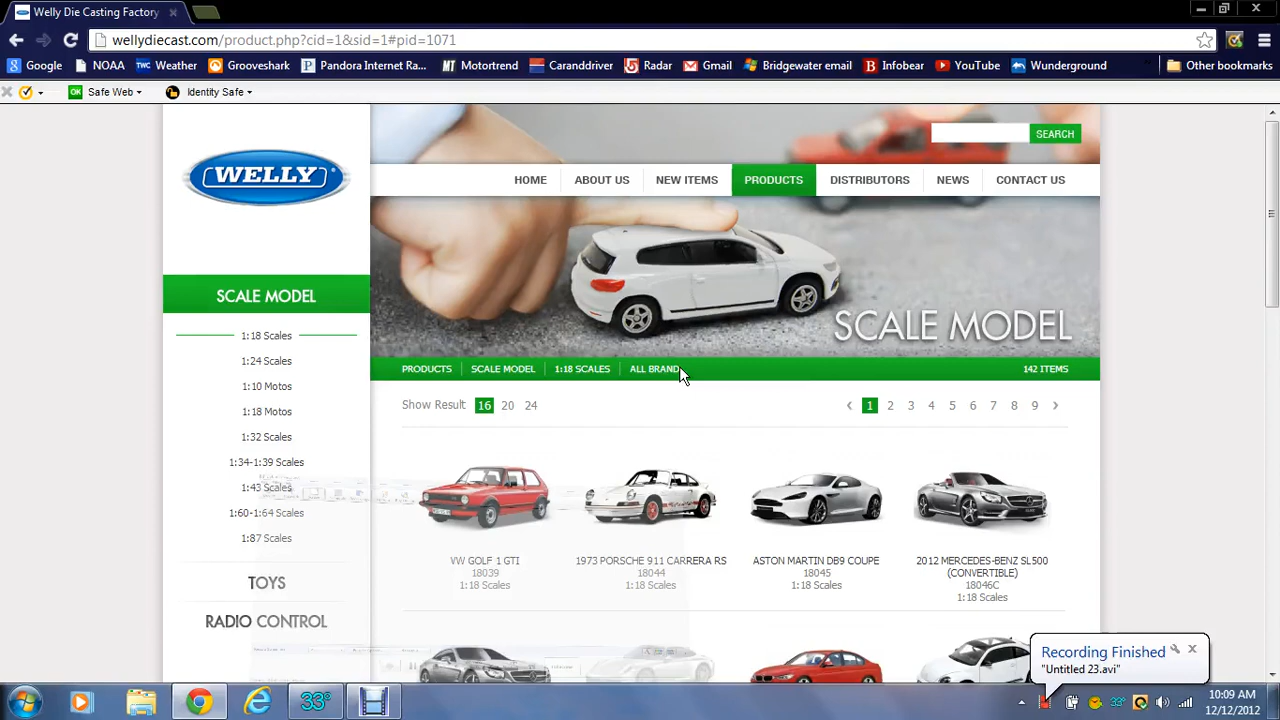 Welly Die Casting Factory
wellydiecast.com/product.php?cid=1&sid=1#pid=1071
Google NOAA Weather Grooveshark Pandora Internet Ra... Motortrend Caranddriver Radar Gmail Bridgewater email Infobear YouTube Wunderground Other bookmarks
OK Safe Web Identity Safe
SEARCH
WELLY
HOME ABOUT US NEW ITEMS PRODUCTS DISTRIBUTORS NEWS CONTACT US
SCALE MODEL
SCALE MODEL
1:18 Scales
1:24 Scales
1:10 Motos
1:18 Motos
1:32 Scales
1:34-1:39 Scales
1:43 Scales
1:60-1:64 Scales
1:87 Scales
TOYS
RADIO CONTROL
PRODUCTS SCALE MODEL 1:18 SCALES ALL BRAND 142 ITEMS
Show Result 16 20 24 < 1 2 3 4 5 6 7 8 9 >
VW GOLF 1 GTI
18039
1:18 Scales
1973 PORSCHE 911 CARRERA RS
18044
1:18 Scales
ASTON MARTIN DB9 COUPE
18045
1:18 Scales
2012 MERCEDES-BENZ SL500
(CONVERTIBLE)
18046C
1:18 Scales
Recording Finished
"Untitled 23.avi"
33° 33°
10:09 AM
12/12/2012